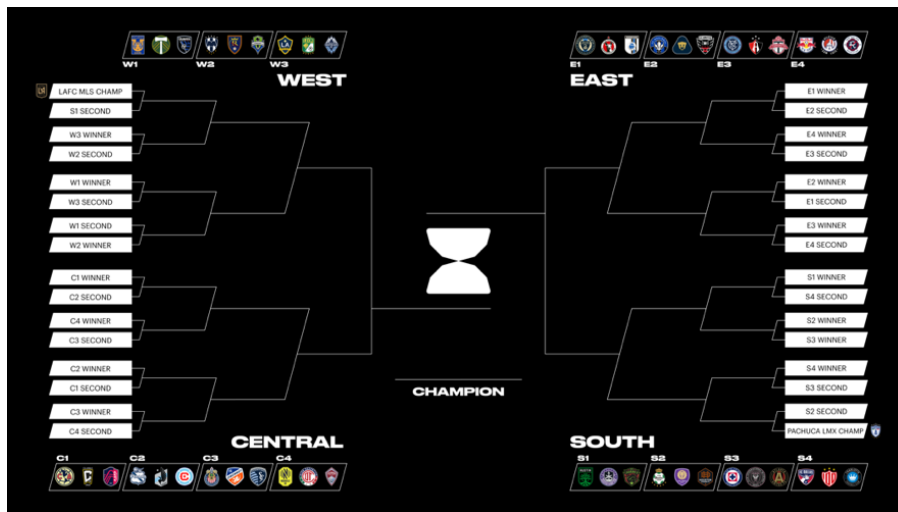 W1 W2 W3
WEST
E1 E2 E3 E4
EAST
LAFC MLS CHAMP
S1 SECOND
W3 WINNER
W2 SECOND
W1 WINNER
W3 SECOND
W1 SECOND
W2 WINNER
C1 WINNER
C2 SECOND
C4 WINNER
C3 SECOND
C2 WINNER
C1 SECOND
C3 WINNER
C4 SECOND
E1 WINNER
E2 SECOND
E4 WINNER
E3 SECOND
E2 WINNER
E1 SECOND
E3 WINNER
E4 SECOND
S1 WINNER
S4 SECOND
S2 WINNER
S3 WINNER
S4 WINNER
S3 SECOND
S2 SECOND
PACHUCA LMX CHAMP
CHAMPION
CENTRAL
C1 C2 C3 C4
SOUTH
S1 S2 S3 S4